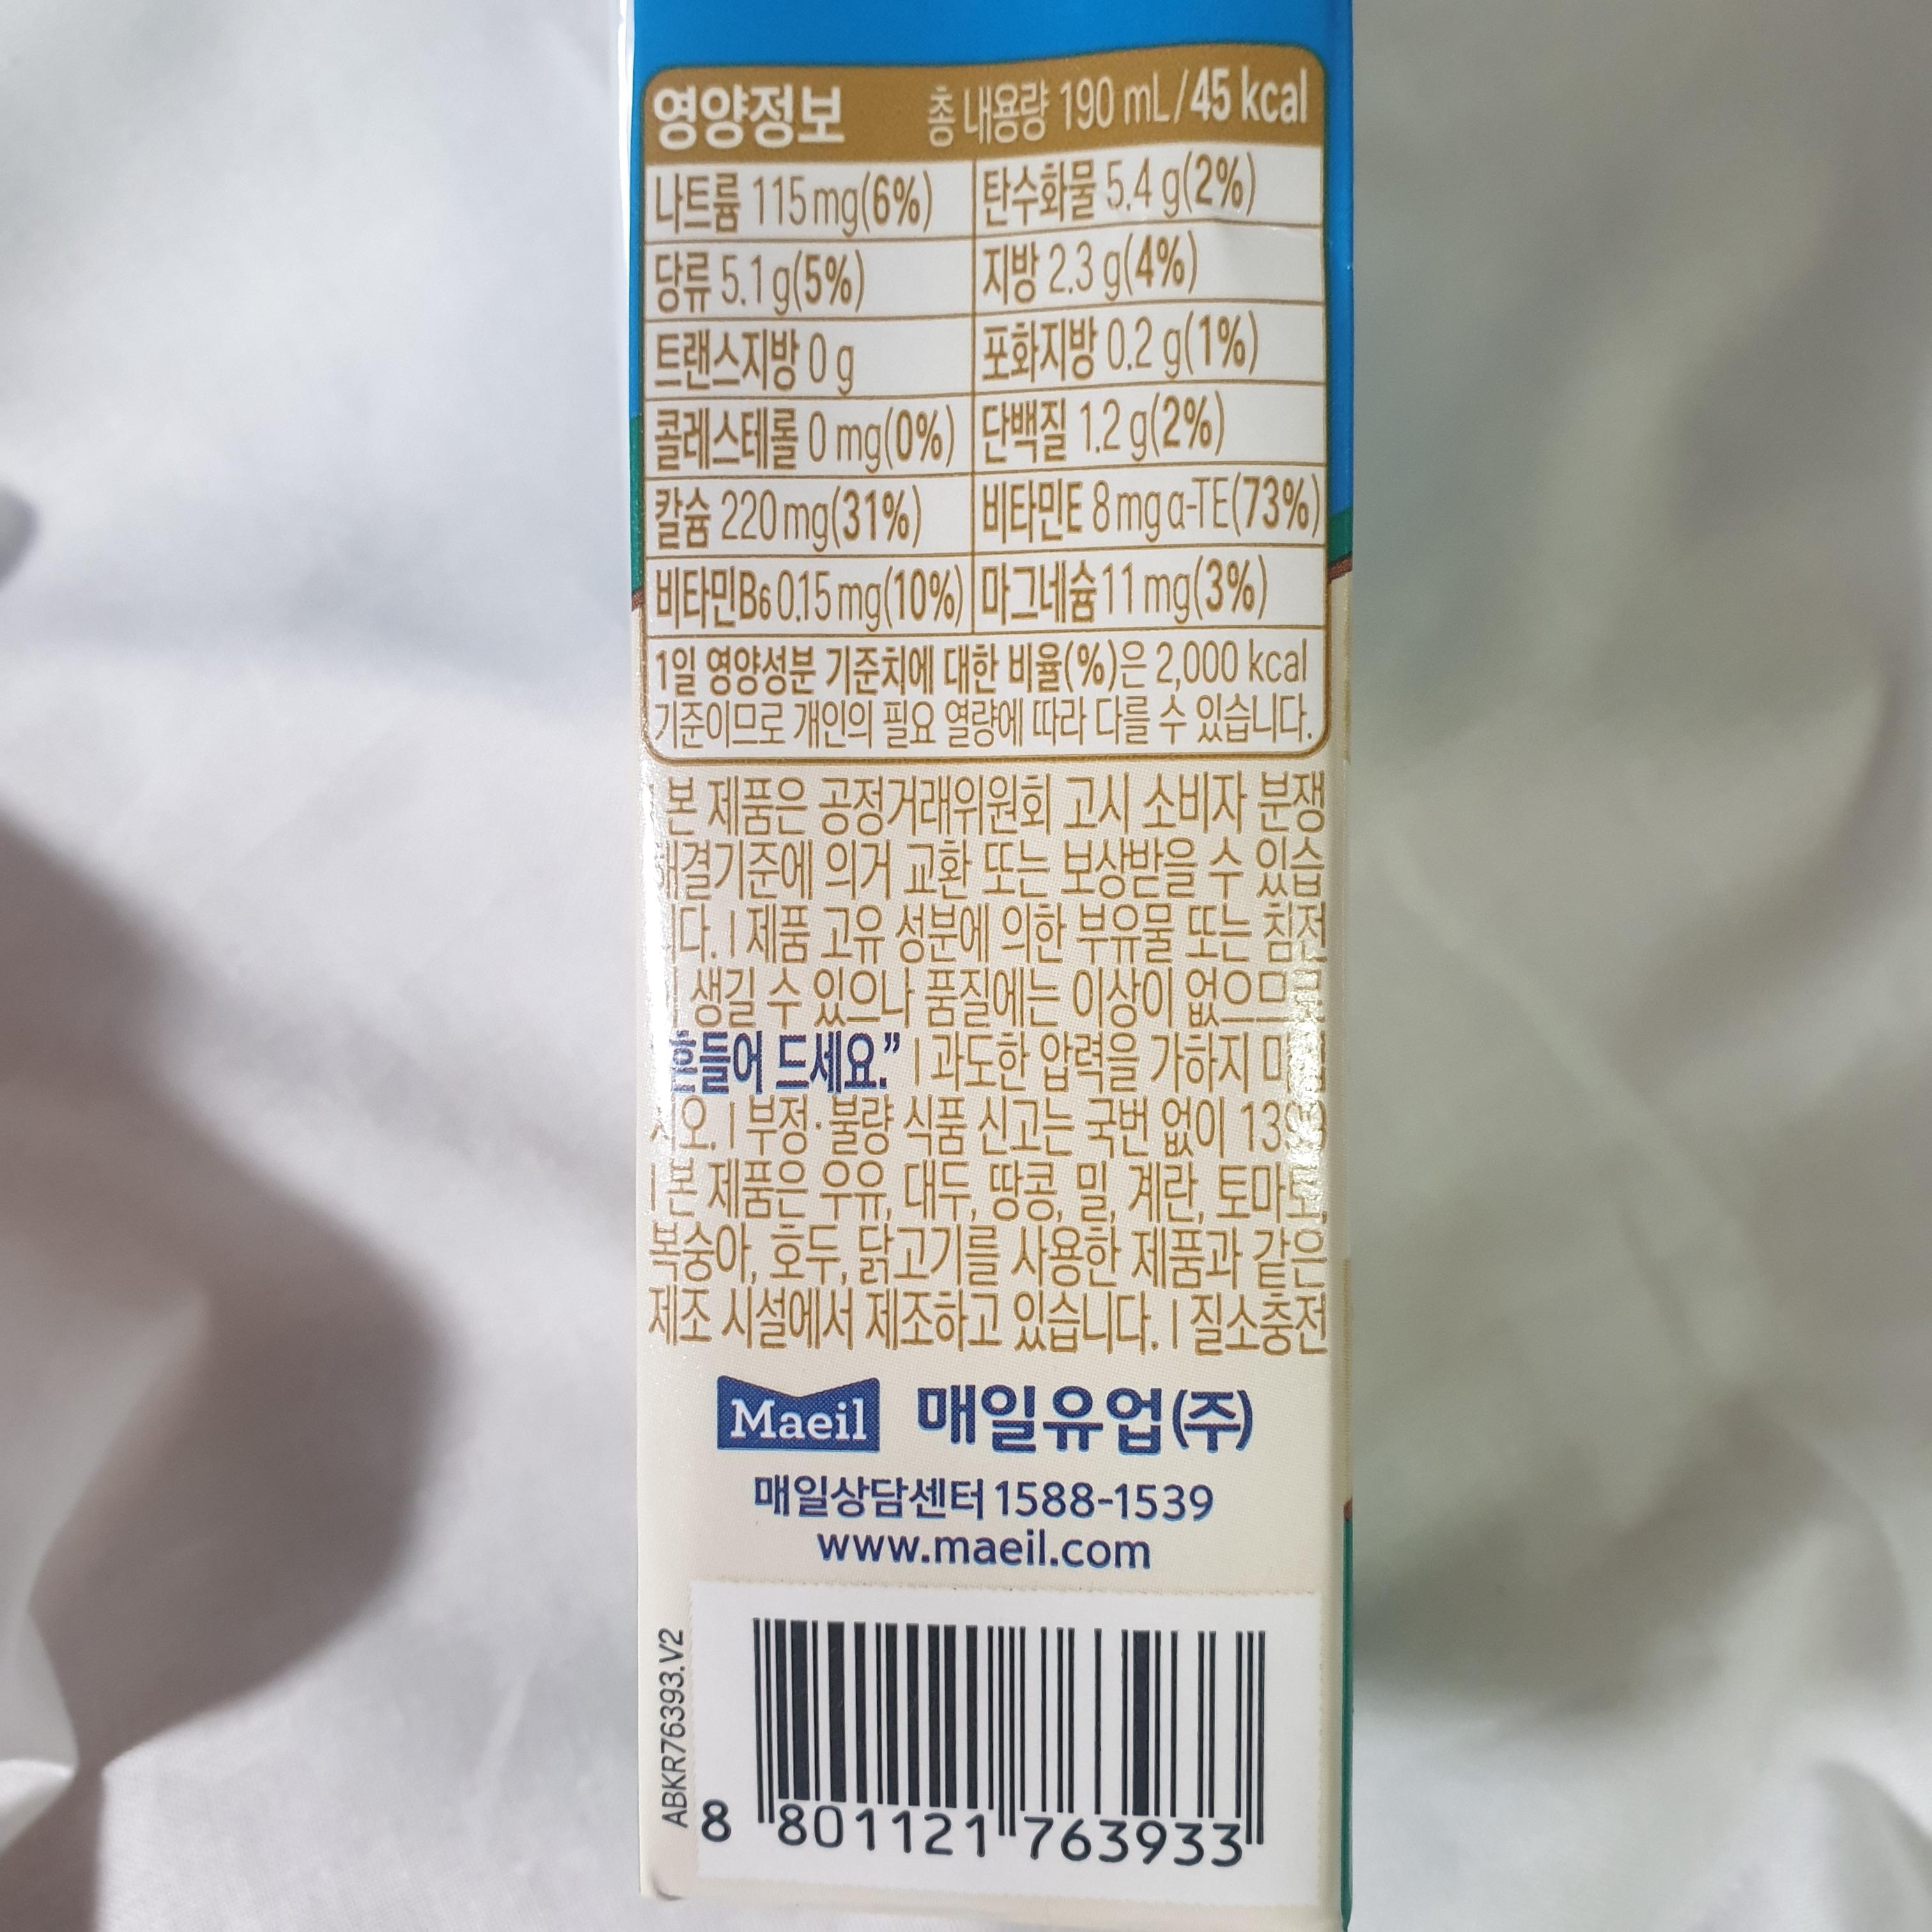 영양정보 총 내용량 190 mL/45 kcal
나트륨 115 mg(6%) 탄수화물 5.4 g(2%)
당류 5.1 g(5%) 지방 2.3 g(4%)
트랜스지방 0 g 포화지방 0.2 g(1%)
콜레스테롤 0 mg(0%) 단백질 1.2 g(2%)
칼슘 220 mg(31%) 비타민E 8 mg α-TE(73%)
비타민B6 0.15 mg(10%) 마그네슘 11 mg(3%)
1일 영양성분 기준치에 대한 비율(%)은 2,000 kcal
기준이므로 개인의 필요 열량에 따라 다를 수 있습니다.
본 제품은 공정거래위원회 고시 소비자 분쟁
해결기준에 의거 교환 또는 보상받을 수 있습
다. | 제품 고유 성분에 의한 부유물 또는 침전
생길 수 있으나 품질에는 이상이 없으므로
흔들어 드세요.” | 과도한 압력을 가하지 마
시오. | 부정·불량 식품 신고는 국번 없이 1399
| 본 제품은 우유, 대두, 땅콩, 밀, 계란, 토마토,
복숭아, 호두, 닭고기를 사용한 제품과 같은
제조 시설에서 제조하고 있습니다. | 질소충전
Maeil 매일유업(주)
매일상담센터 1588-1539
www.maeil.com
ABKR76393.V2
8 801121 763933